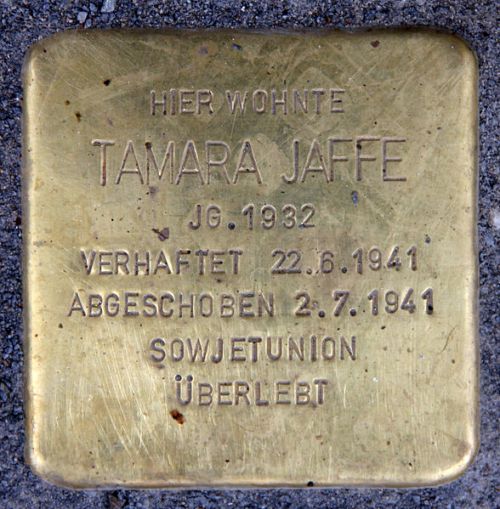 HIER WOHNTE
TAMARA JAFFE
JG. 1932
VERHAFTET 22.6.1941
ABGESCHOBEN 2.7.1941
SOWJETUNION
ÜBERLEBT